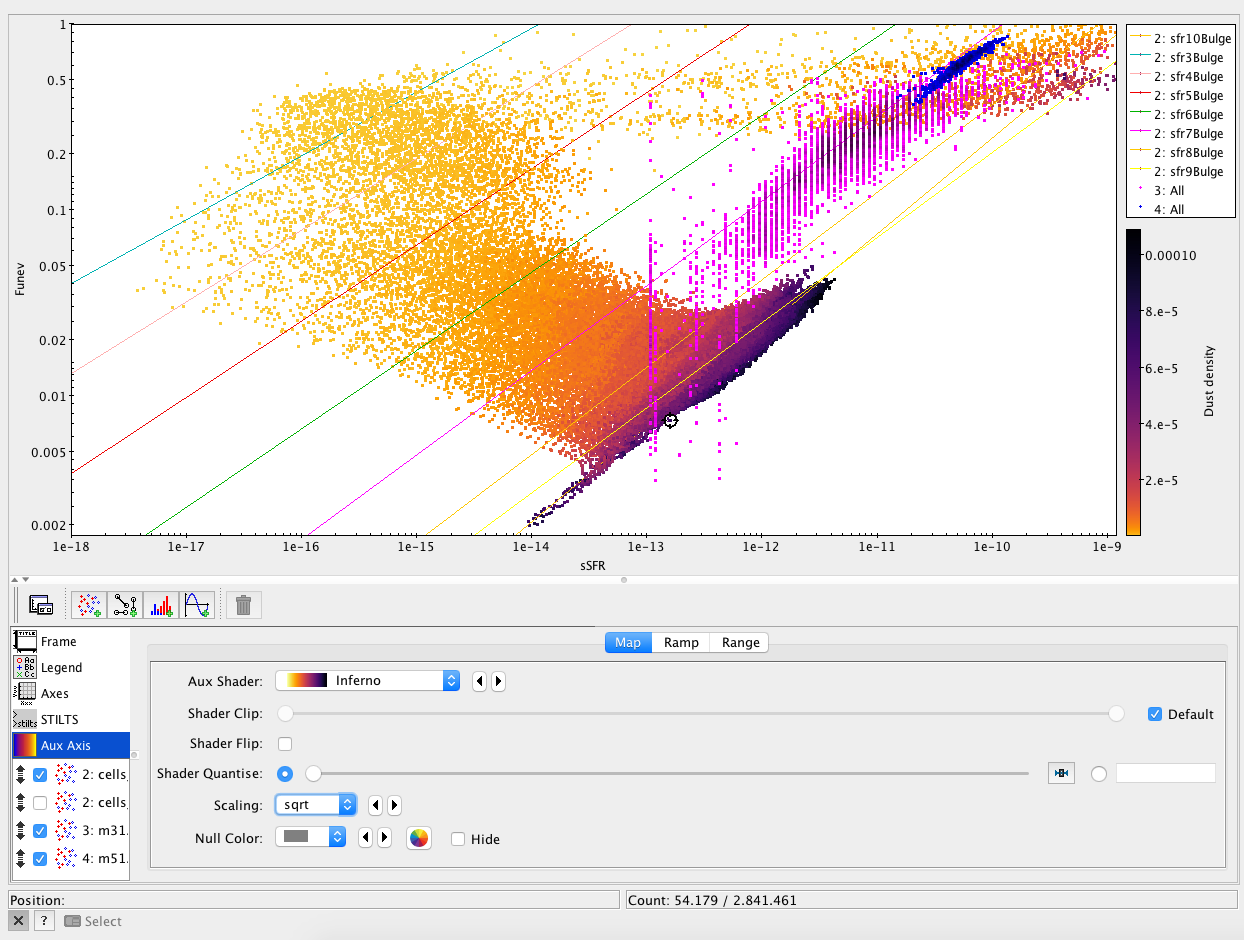 1
0.5
0.2
0.1
0.05
0.02
0.01
0.005
0.002
Funev
1e-18 1e-17 1e-16 1e-15 1e-14 1e-13 1e-12 1e-11 1e-10 1e-9
sSFR
2: sfr10Bulge
2: sfr3Bulge
2: sfr4Bulge
2: sfr5Bulge
2: sfr6Bulge
2: sfr7Bulge
2: sfr8Bulge
2: sfr9Bulge
3: All
4: All
0.00010
8.e-5
6.e-5
4.e-5
2.e-5
Dust density
Frame
Legend
Axes
STILTS
Aux Axis
2: cells,
2: cells,
3: m31.
4: m51.
Map Ramp Range
Aux Shader: Inferno
Shader Clip: Default
Shader Flip:
Shader Quantise:
Scaling: sqrt
Null Color: Hide
Position: Count: 54.179 / 2.841.461
? Select